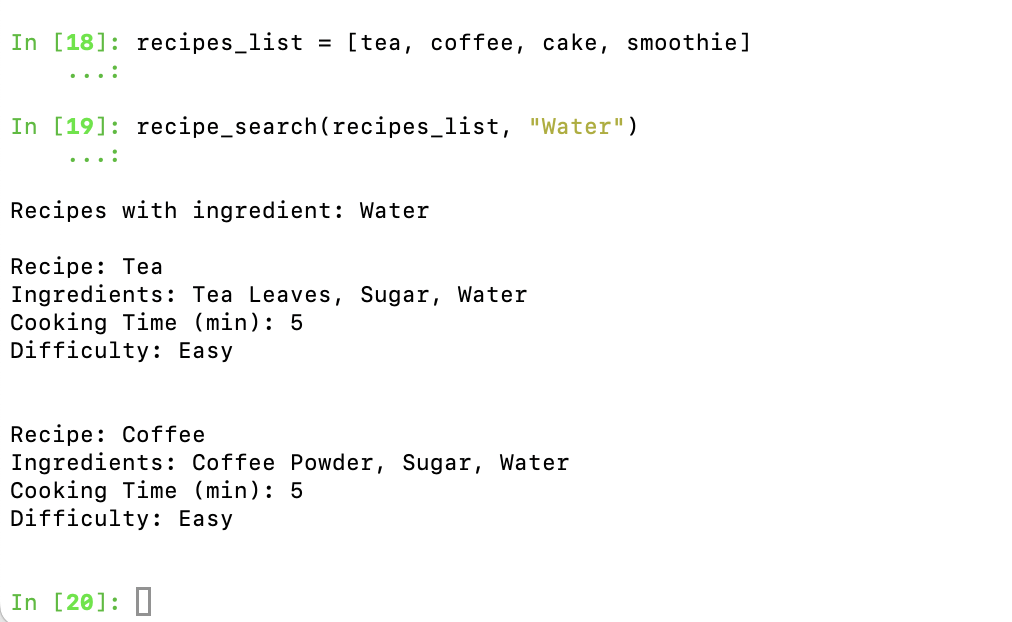 In [18]: recipes_list = [tea, coffee, cake, smoothie]
...:
In [19]: recipe_search(recipes_list, "Water")
...:
Recipes with ingredient: Water
Recipe: Tea
Ingredients: Tea Leaves, Sugar, Water
Cooking Time (min): 5
Difficulty: Easy
Recipe: Coffee
Ingredients: Coffee Powder, Sugar, Water
Cooking Time (min): 5
Difficulty: Easy
In [20]: